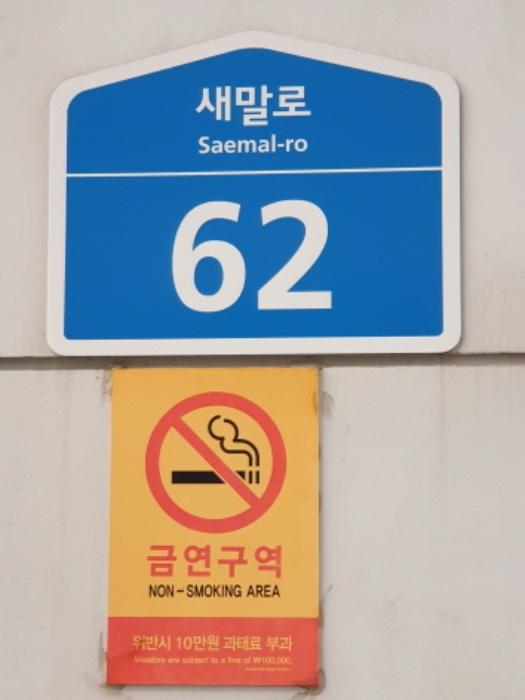 새말로
Saemal-ro
62
금연구역
NON-SMOKING AREA
위반시 10만원 과태료 부과
Violators are subject to a fine of ₩100,000.